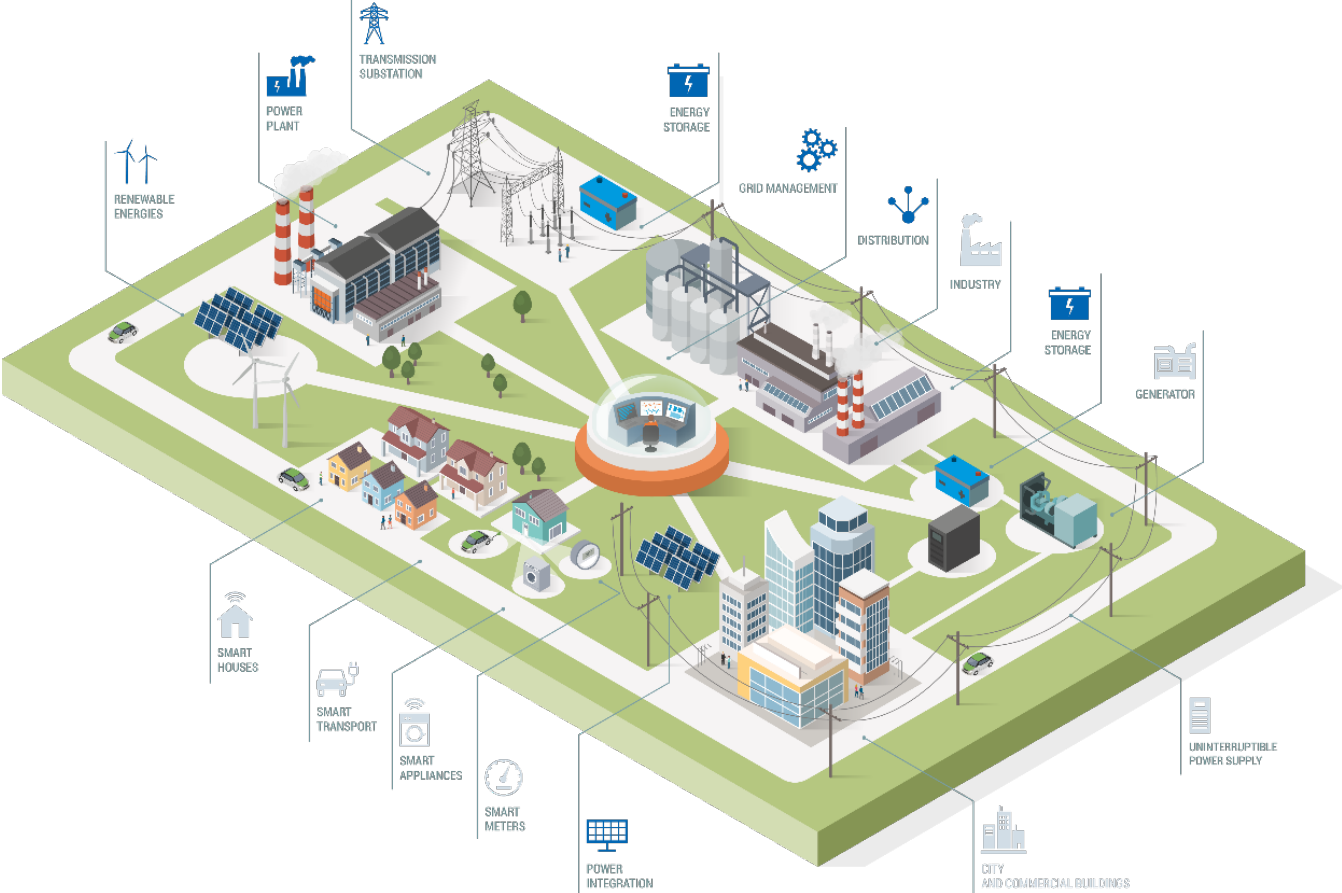 TRANSMISSION
SUBSTATION
POWER
PLANT
ENERGY
STORAGE
GRID MANAGEMENT
RENEWABLE
ENERGIES
DISTRIBUTION
INDUSTRY
ENERGY
STORAGE
GENERATOR
SMART
HOUSES
SMART
TRANSPORT
SMART
APPLIANCES
SMART
METERS
POWER
INTEGRATION
UNINTERRUPTIBLE
POWER SUPPLY
CITY
AND COMMERCIAL BUILDINGS